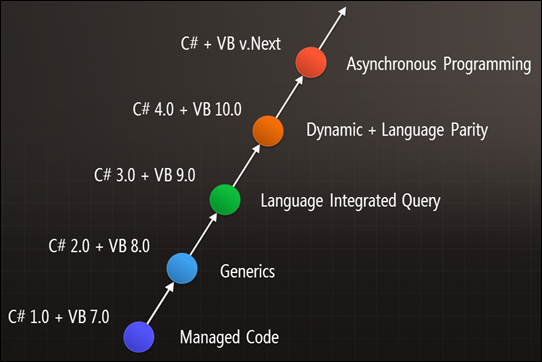 C# + VB v.Next
Asynchronous Programming
C# 4.0 + VB 10.0
Dynamic + Language Parity
C# 3.0 + VB 9.0
Language Integrated Query
C# 2.0 + VB 8.0
Generics
C# 1.0 + VB 7.0
Managed Code